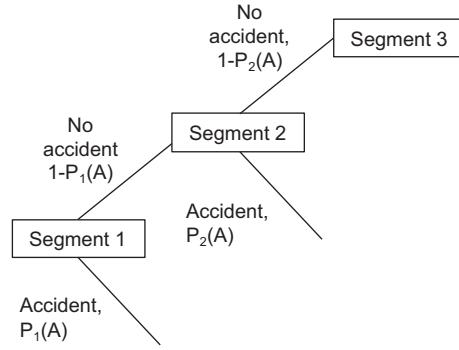 No
accident,
1-P₂(A)
Segment 3
No
accident
1-P₁(A)
Segment 2
Accident,
P₂(A)
Segment 1
Accident,
P₁(A)